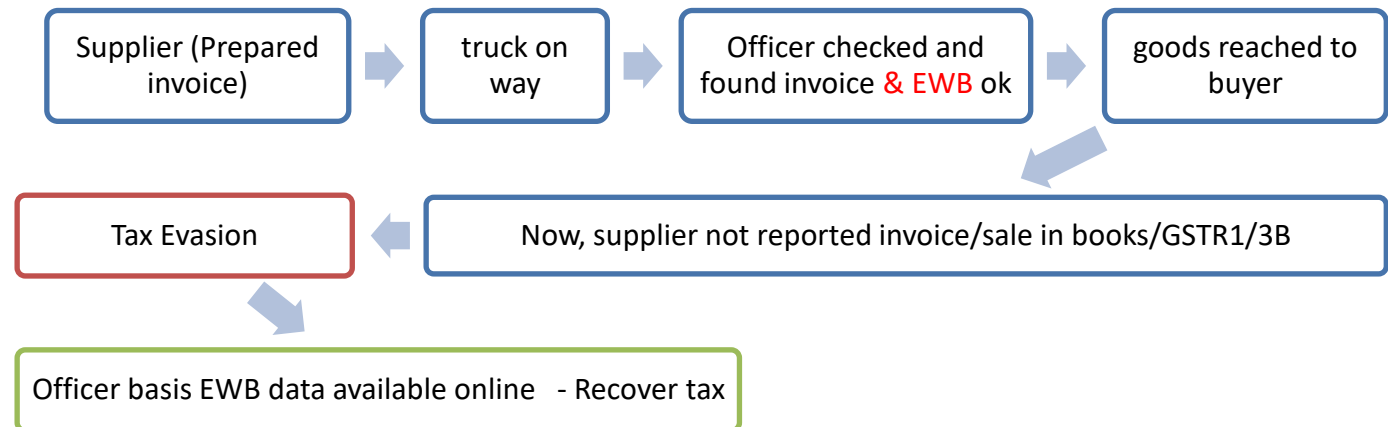 Supplier (Prepared
invoice)
truck on
way
Officer checked and
found invoice & EWB ok
goods reached to
buyer
Now, supplier not reported invoice/sale in books/GSTR1/3B
Tax Evasion
Officer basis EWB data available online - Recover tax